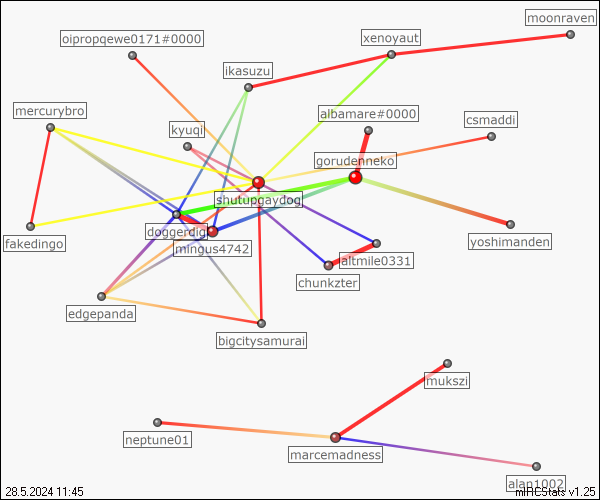 moonraven
oipropqewe0171#0000
xenoyaut
ikasuzu
mercurybro
albamare#0000
csmaddi
kyuqi
gorudenneko
shutupgaydog
doggerdig
fakedingo
mingus4742
altmile0331
yoshimanden
chunkzter
edgepanda
bigcitysamurai
mukszi
neptune01
marcemadness
alan1002
28.5.2024 11:45
mIRCStats v1.25